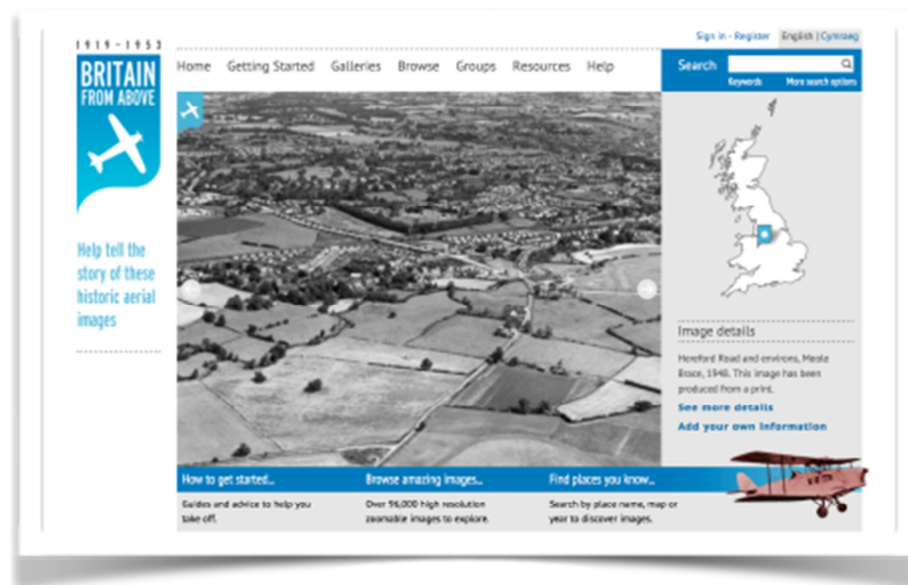 1919-1953
BRITAIN
FROM ABOVE
Help tell the
story of these
historic aerial
images
Sign in - Register English | Cymraeg
Home Getting Started Galleries Browse Groups Resources Help
Search
Keywords More search options
Image details
Hereford Road and environs, Meole
Brace, 1948. This image has been
produced from a print.
See more details
Add your own information
How to get started... Browse amazing images... Find places you know...
Guides and advice to help you Over 96,000 high resolution Search by place name, map or
take off. zoomable images to explore. year to discover images.